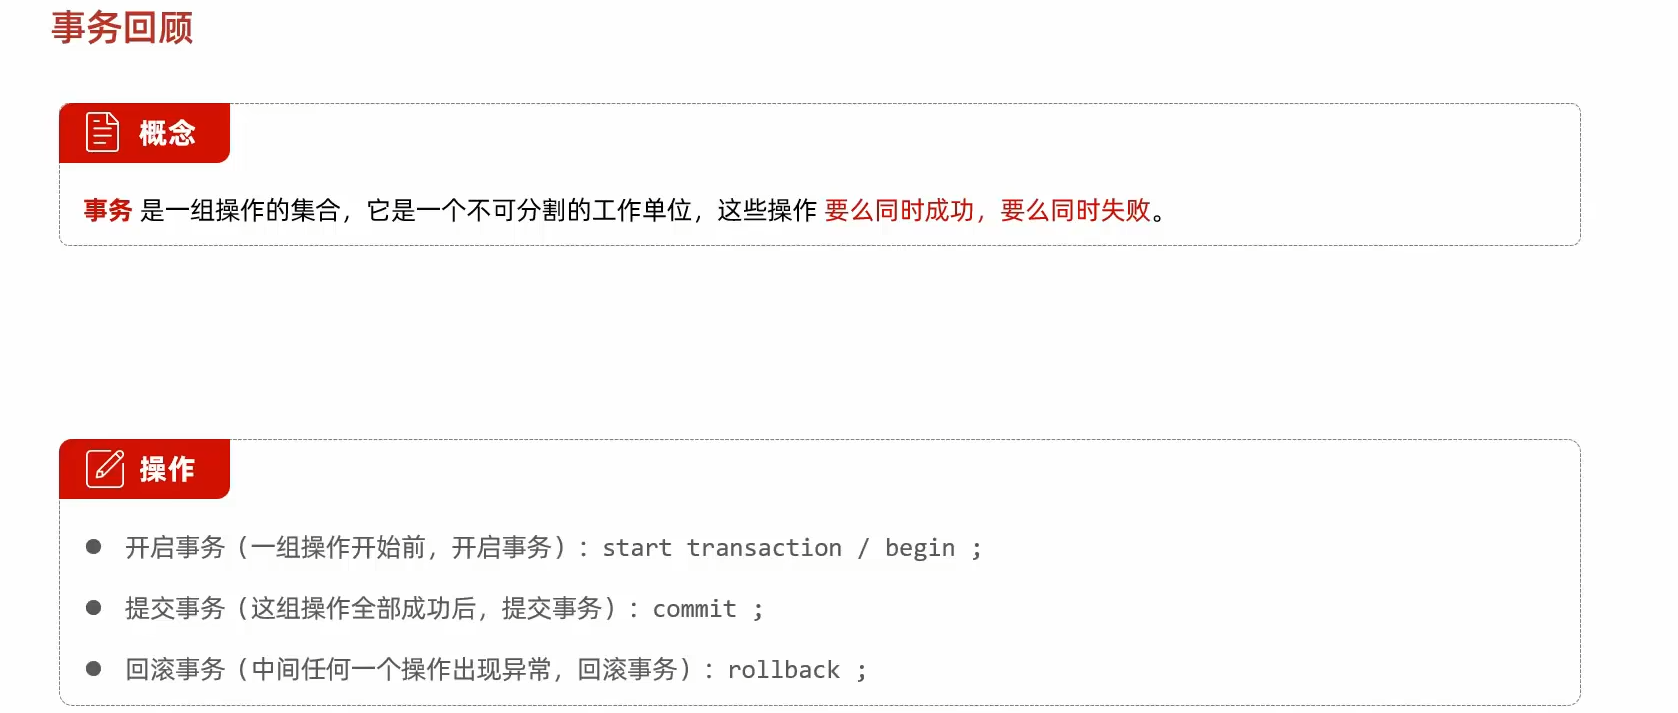 事务回顾
概念
事务 是一组操作的集合，它是一个不可分割的工作单位，这些操作 要么同时成功，要么同时失败。
操作
● 开启事务（一组操作开始前，开启事务）：start transaction / begin ;
● 提交事务（这组操作全部成功后，提交事务）：commit ;
● 回滚事务（中间任何一个操作出现异常，回滚事务）：rollback ;